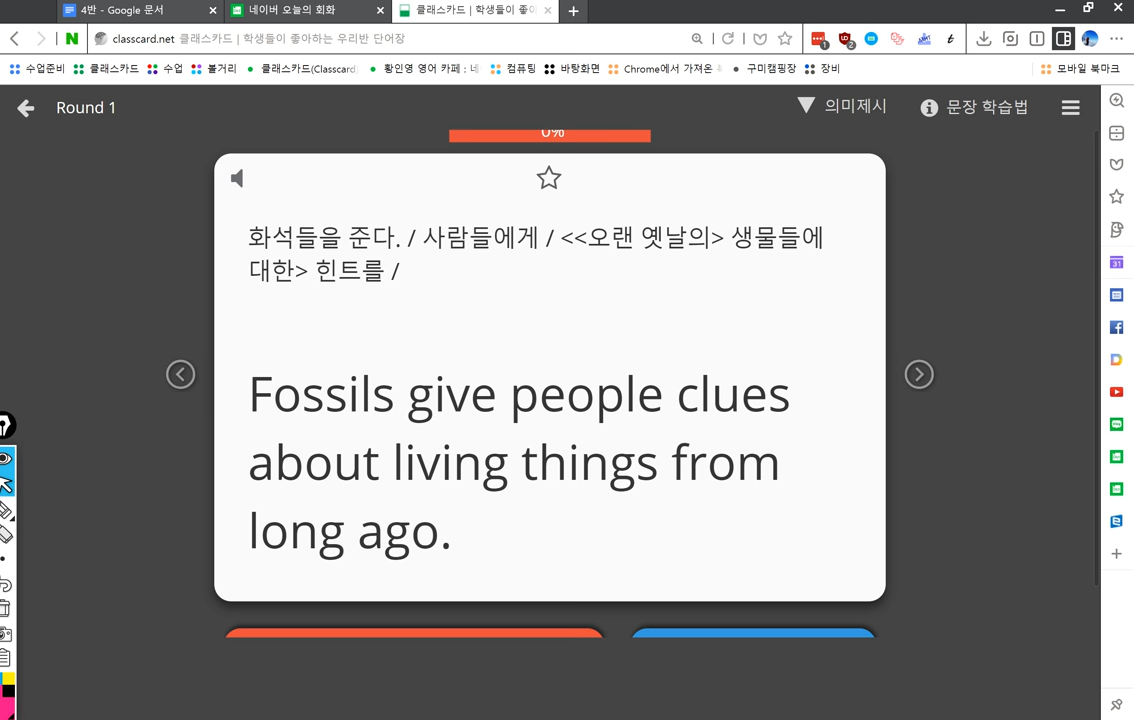 4반 - Google 문서
네이버 오늘의 회화
클래스카드 | 학생들이 좋아
classcard.net 클래스카드 | 학생들이 좋아하는 우리반 단어장
수업준비 클래스카드 수업 볼거리 클래스카드(Classcard 황인영 영어 카페 : 네 컴퓨팅 바탕화면 Chrome에서 가져온 구미캠핑장 장비 모바일 북마크
Round 1
의미제시
문장 학습법
0%
화석들을 준다. / 사람들에게 / <<오랜 옛날의> 생물들에
대한> 힌트를 /
Fossils give people clues
about living things from
long ago.